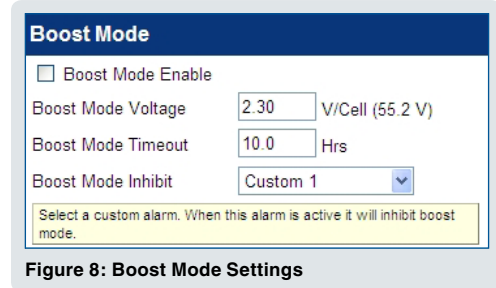 Boost Mode
Boost Mode Enable
Boost Mode Voltage 2.30 V/Cell (55.2 V)
Boost Mode Timeout 10.0 Hrs
Boost Mode Inhibit Custom 1
Select a custom alarm. When this alarm is active it will inhibit boost
mode.
Figure 8: Boost Mode Settings